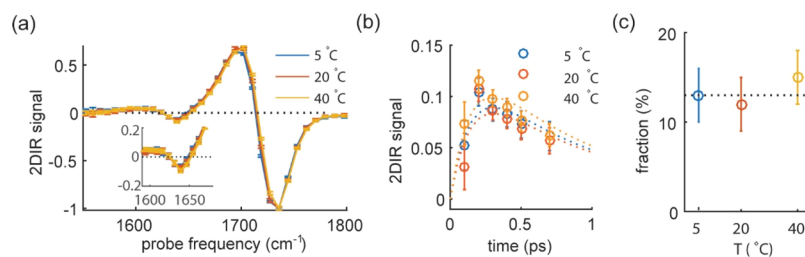 (a)
2DIR signal
0.5
0
-0.5
-1
5 °C
20 °C
40 °C
0.2
0
-0.2
1600 1650
1600 1700 1800
probe frequency (cm⁻¹)
(b)
2DIR signal
0.15
0.1
0.05
0
5 °C
20 °C
40 °C
0 0.5 1
time (ps)
(c)
fraction (%)
20
10
0
5 20 40
T (°C)